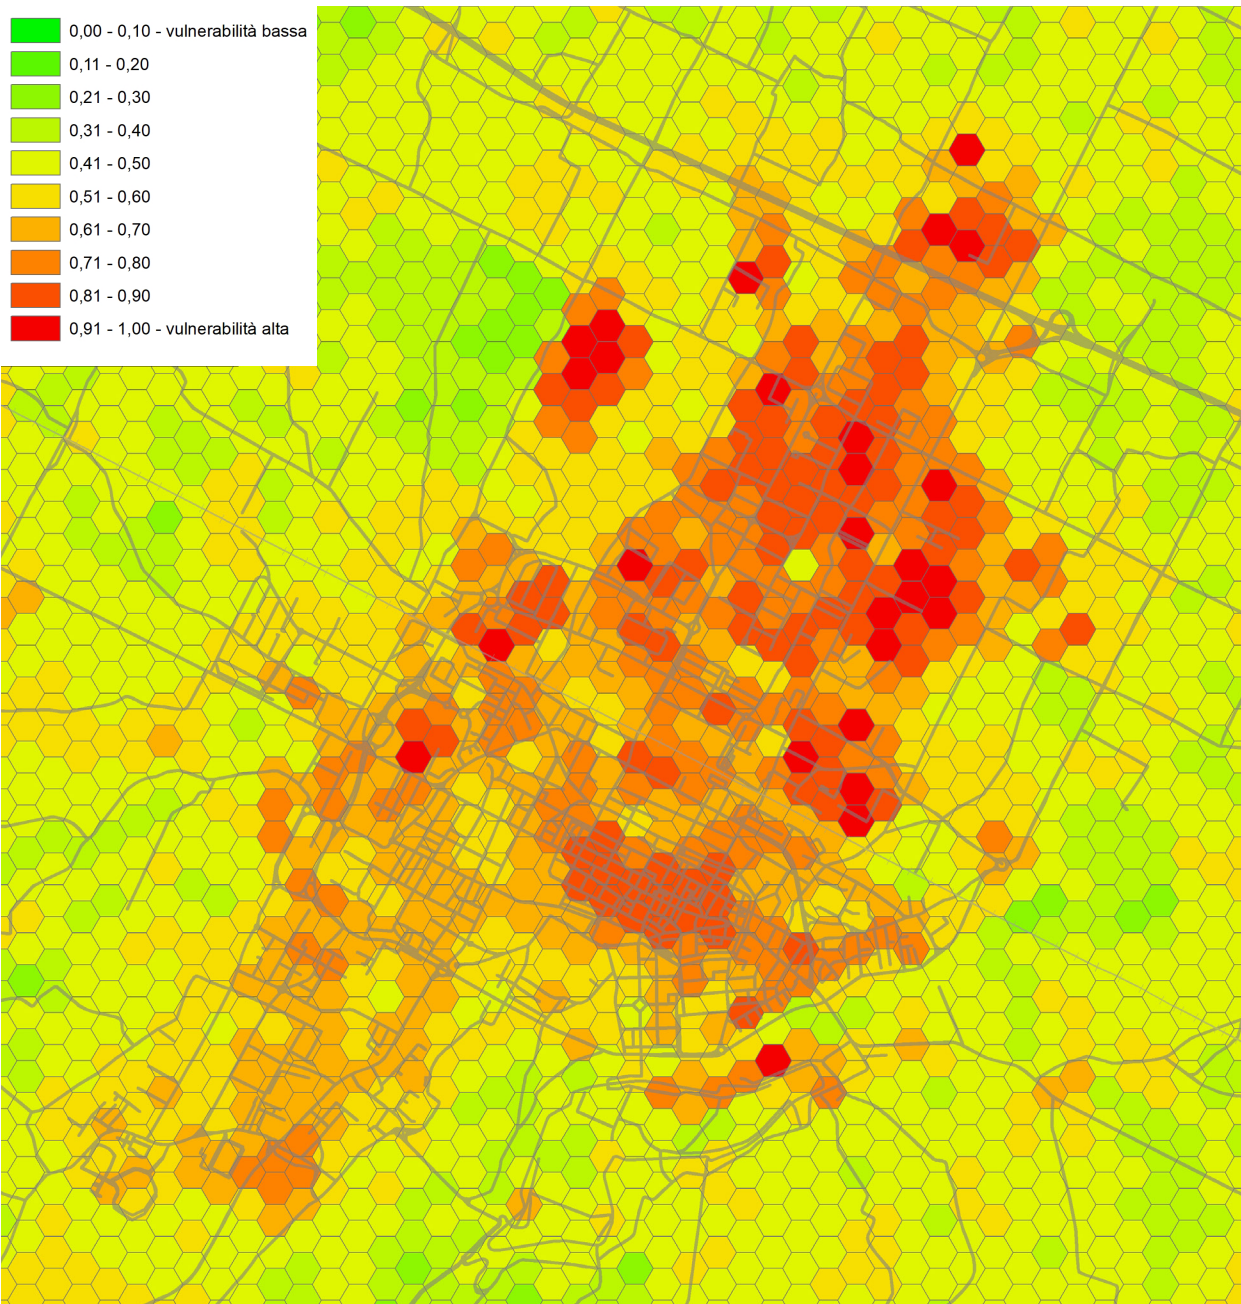 0,00 - 0,10 - vulnerabilità bassa
0,11 - 0,20
0,21 - 0,30
0,31 - 0,40
0,41 - 0,50
0,51 - 0,60
0,61 - 0,70
0,71 - 0,80
0,81 - 0,90
0,91 - 1,00 - vulnerabilità alta